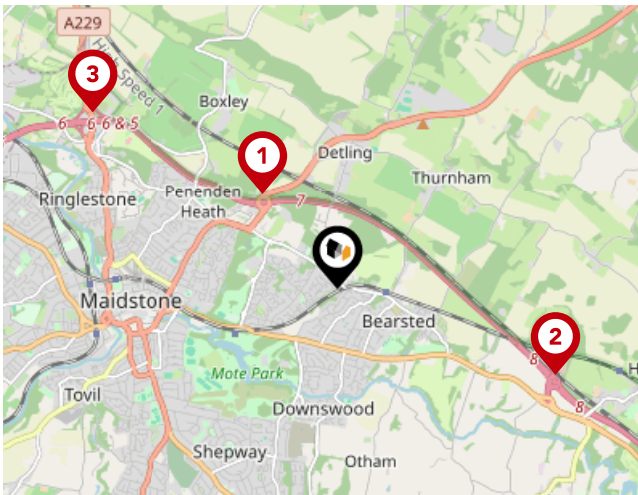 A229
High Speed 1
3
Boxley
6
6
6 & 5
1
Detling
Penenden
Heath
Thurnham
7
Ringlestone
Maidstone
Bearsted
2
8
H
Mote Park
Tovil
Downswood
8
Shepway
Otham